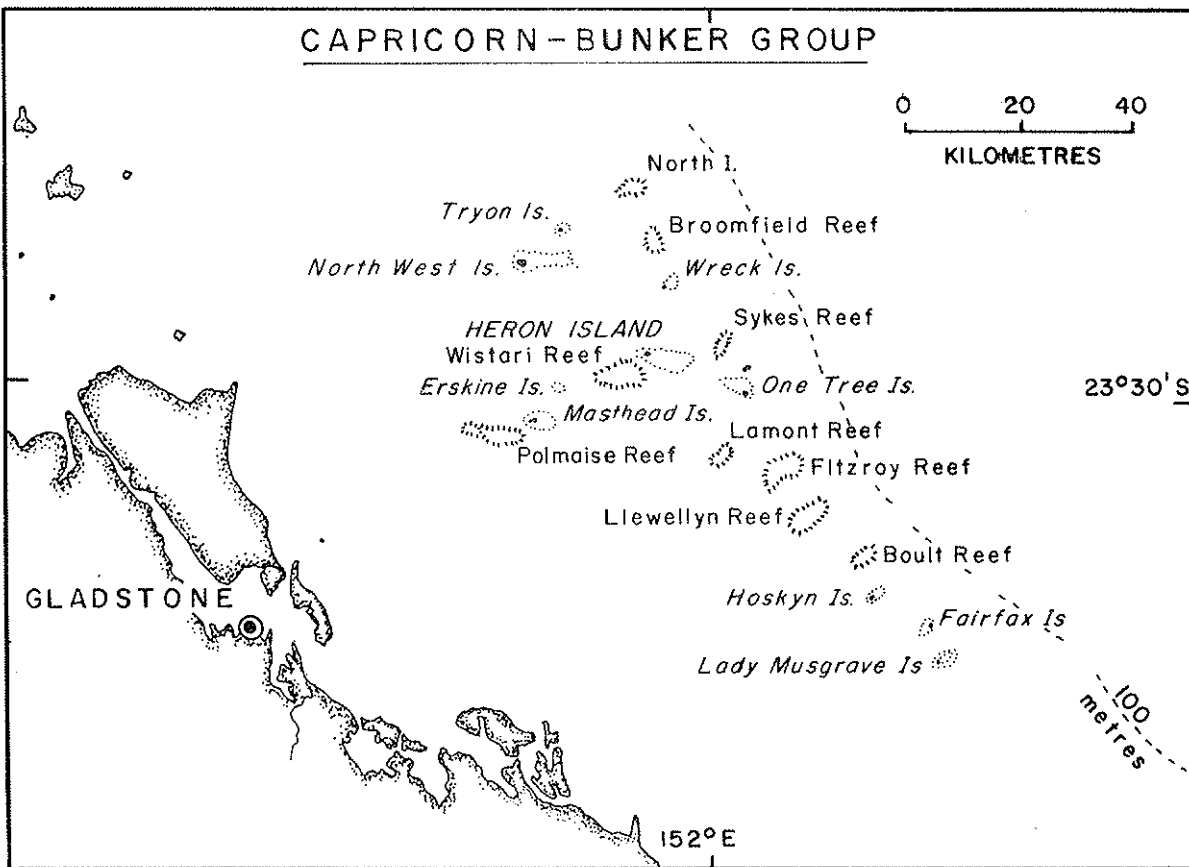 CAPRICORN-BUNKER GROUP
0 20 40
KILOMETRES
North I.
Tryon Is.
Broomfield Reef
North West Is.
Wreck Is.
Sykes Reef
HERON ISLAND
Wistari Reef
Erskine Is.
One Tree Is.
23°30' S
Masthead Is.
Lamont Reef
Polmaise Reef
FItzroy Reef
Llewellyn Reef
Boult Reef
GLADSTONE
Hoskyn Is.
Fairfax Is
Lady Musgrave Is
100
metres
152°E